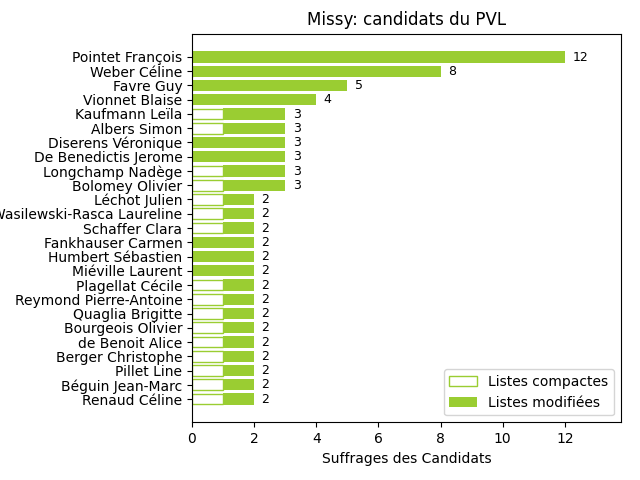 Missy: candidats du PVL
Pointet François 12
Weber Céline 8
Favre Guy 5
Vionnet Blaise 4
Kaufmann Leïla 3
Albers Simon 3
Diserens Véronique 3
De Benedictis Jerome 3
Longchamp Nadège 3
Bolomey Olivier 3
Léchot Julien 2
Wasilewski-Rasca Laureline 2
Schaffer Clara 2
Fankhauser Carmen 2
Humbert Sébastien 2
Miéville Laurent 2
Plagellat Cécile 2
Reymond Pierre-Antoine 2
Quaglia Brigitte 2
Bourgeois Olivier 2
de Benoit Alice 2
Berger Christophe 2
Pillet Line 2
Béguin Jean-Marc 2
Renaud Céline 2
Listes compactes
Listes modifiées
0 2 4 6 8 10 12
Suffrages des Candidats